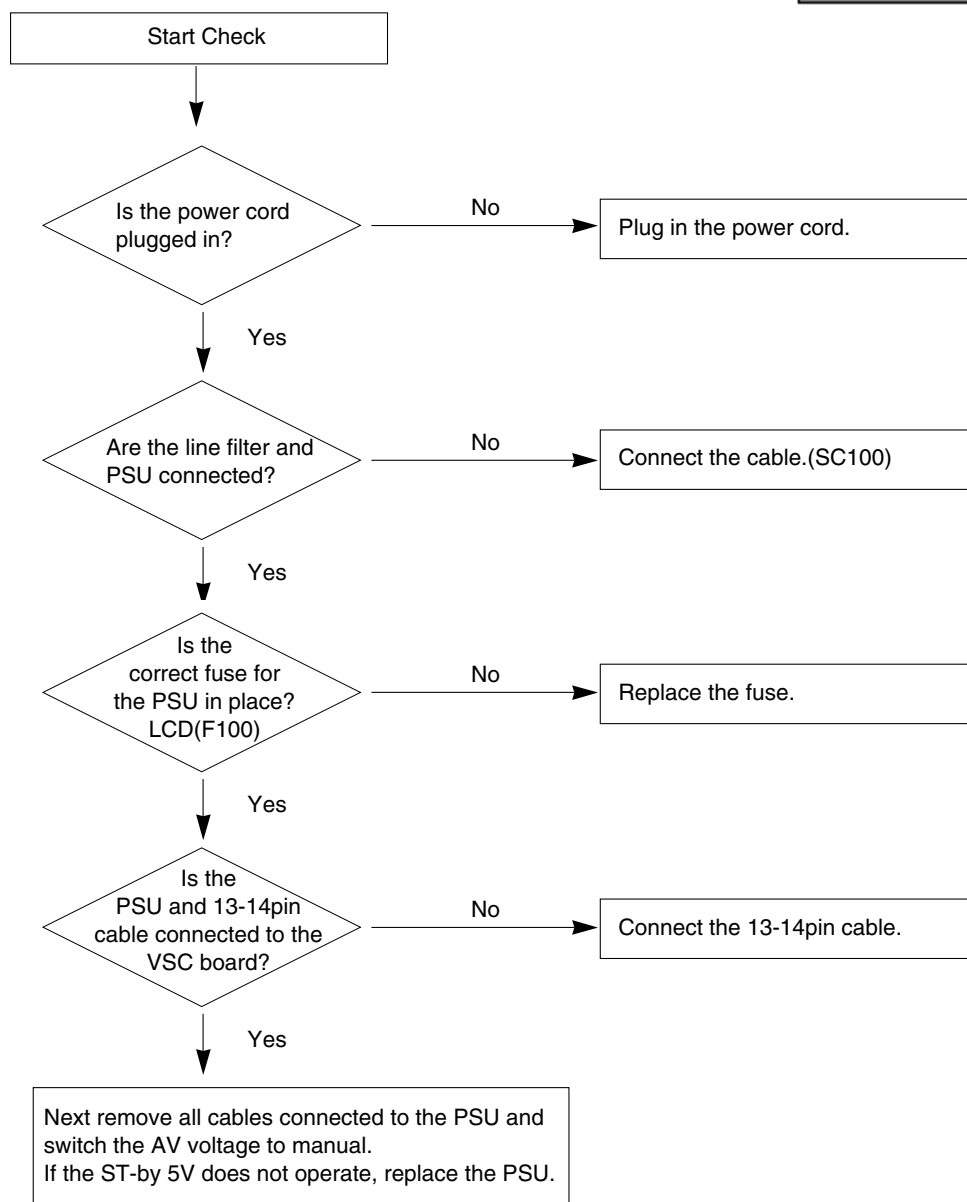 Start Check
Is the power cord
plugged in?
No
Plug in the power cord.
Yes
Are the line filter and
PSU connected?
No
Connect the cable.(SC100)
Yes
Is the
correct fuse for
the PSU in place?
LCD(F100)
No
Replace the fuse.
Yes
Is the
PSU and 13-14pin
cable connected to the
VSC board?
No
Connect the 13-14pin cable.
Yes
Next remove all cables connected to the PSU and
switch the AV voltage to manual.
If the ST-by 5V does not operate, replace the PSU.